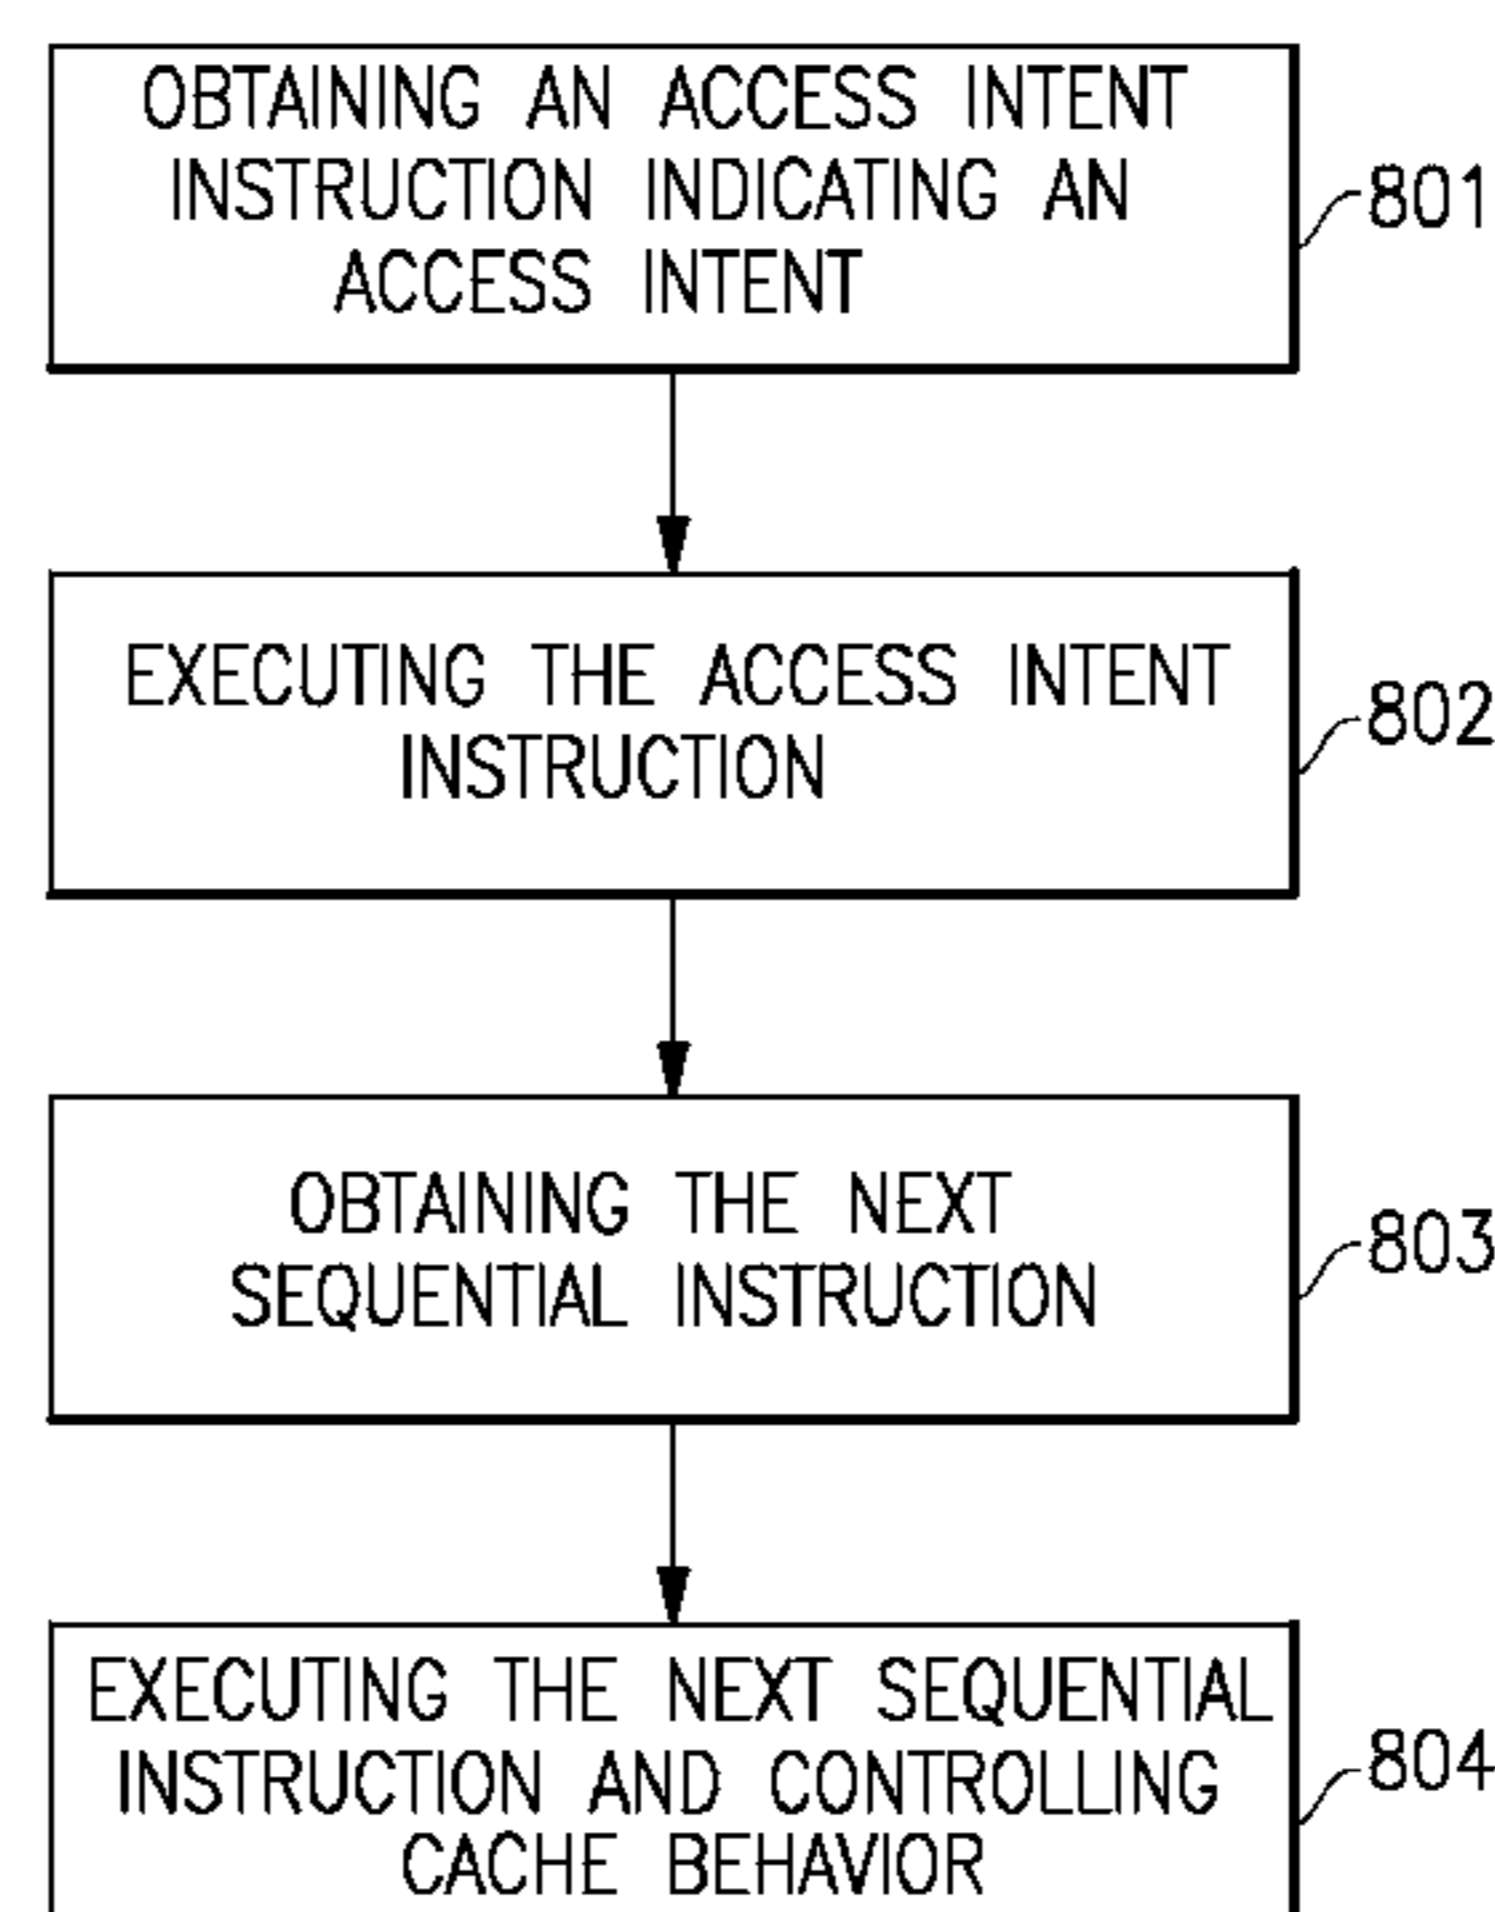 OBTAINING AN ACCESS INTENT
INSTRUCTION INDICATING AN
ACCESS INTENT
801
EXECUTING THE ACCESS INTENT
INSTRUCTION
802
OBTAINING THE NEXT
SEQUENTIAL INSTRUCTION
803
EXECUTING THE NEXT SEQUENTIAL
INSTRUCTION AND CONTROLLING
CACHE BEHAVIOR
804